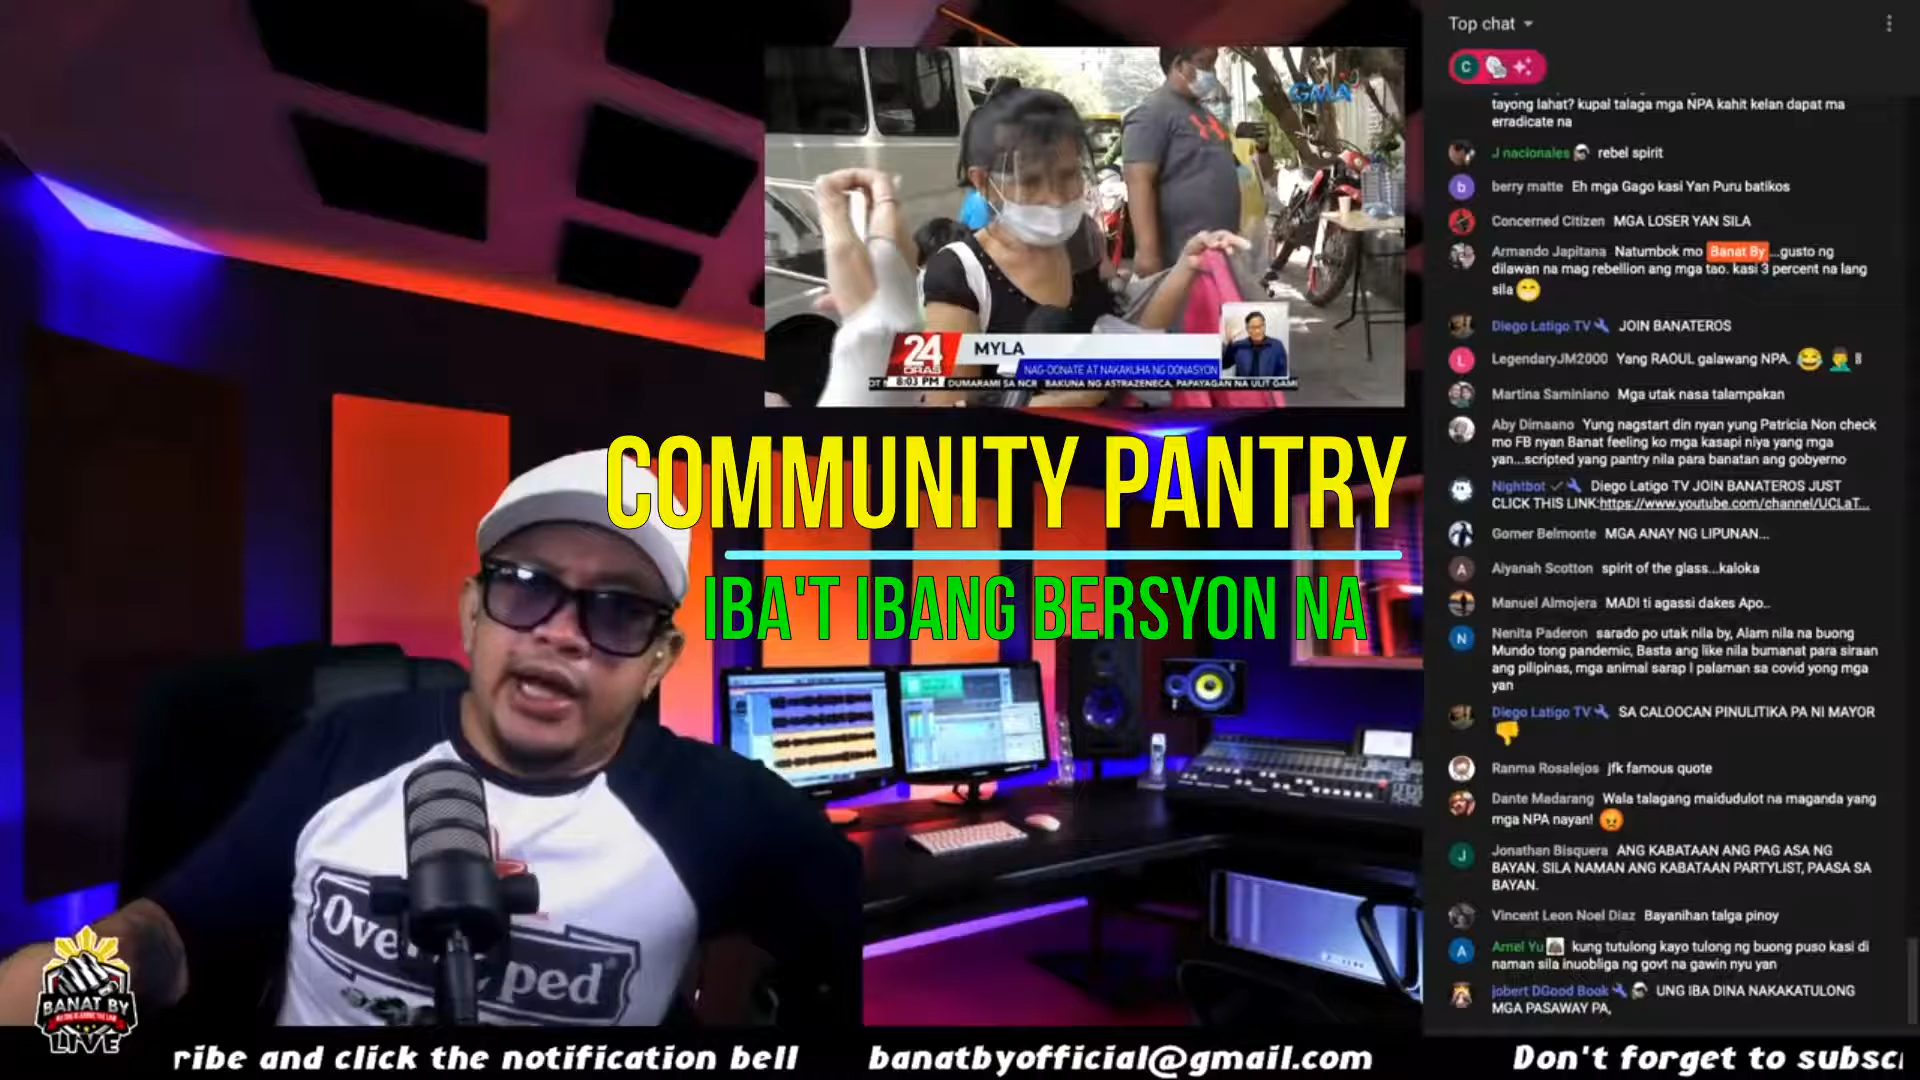 GMA
24
ORAS
8:03 PM
MYLA
NAG-DONATE AT NAKAKUHA NG DONASYON
DUMARAMI SA NCR BAKUNA NG ASTRAZENECA, PAPAYAGAN NA ULIT GAMI
COMMUNITY PANTRY
IBA'T IBANG BERSYON NA
BANAT BY
LIVE
ribe and click the notification bell banatbyofficial@gmail.com Don't forget to subsc
Top chat
C
tayong lahat? kupal talaga mga NPA kahit kelan dapat ma
erradicate na
J nacionales rebel spirit
b berry matte Eh mga Gago kasi Yan Puru batikos
Concerned Citizen MGA LOSER YAN SILA
Armando Japitana Natumbok mo Banat By ...gusto ng
dilawan na mag rebellion ang mga tao. kasi 3 percent na lang
sila
Diego Latigo TV JOIN BANATEROS
L LegendaryJM2000 Yang RAOUL galawang NPA.
Martina Saminiano Mga utak nasa talampakan
Aby Dimaano Yung nagstart din nyan yung Patricia Non check
mo FB nyan Banat feeling ko mga kasapi niya yang mga
yan...scripted yang pantry nila para banatan ang gobyerno
Nightbot Diego Latigo TV JOIN BANATEROS JUST
CLICK THIS LINK:https://www.youtube.com/channel/UCLaT...
Gomer Belmonte MGA ANAY NG LIPUNAN...
A Aiyanah Scotton spirit of the glass...kaloka
Manuel Almojera MADI ti agassi dakes Apo..
N Nenita Paderon sarado po utak nila by, Alam nila na buong
Mundo tong pandemic, Basta ang like nila bumanat para siraan
ang pilipinas, mga animal sarap I palaman sa covid yong mga
yan
Diego Latigo TV SA CALOOCAN PINULITIKA PA NI MAYOR
Ranma Rosalejos jfk famous quote
Dante Madarang Wala talagang maidudulot na maganda yang
mga NPA nayan!
J Jonathan Bisquera ANG KABATAAN ANG PAG ASA NG
BAYAN. SILA NAMAN ANG KABATAAN PARTYLIST, PAASA SA
BAYAN.
Vincent Leon Noel Diaz Bayanihan talga pinoy
A Arnel Yu kung tutulong kayo tulong ng buong puso kasi di
naman sila inuobliga ng govt na gawin nyu yan
jobert DGood Book UNG IBA DINA NAKAKATULONG
MGA PASAWAY PA,